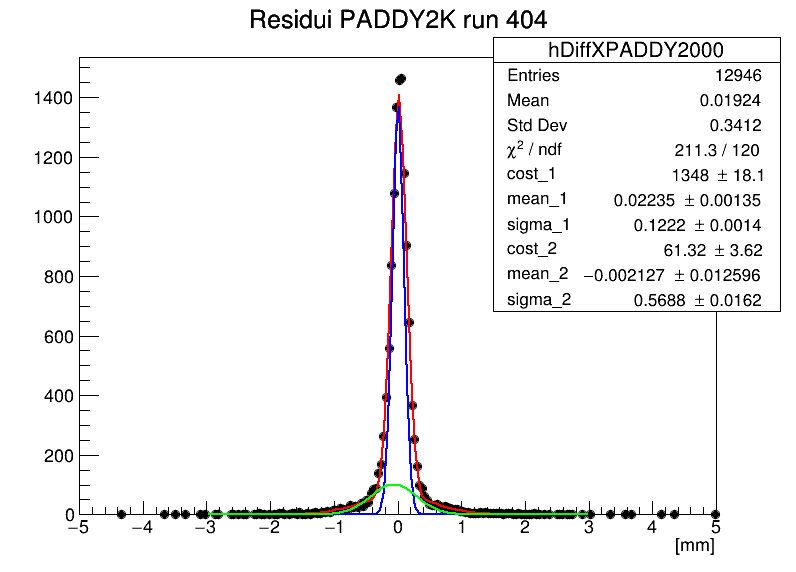 Residui PADDY2K run 404
hDiffXPADDY2000
Entries 12946
Mean 0.01924
Std Dev 0.3412
χ² / ndf 211.3 / 120
cost_1 1348 ± 18.1
mean_1 0.02235 ± 0.00135
sigma_1 0.1222 ± 0.0014
cost_2 61.32 ± 3.62
mean_2 −0.002127 ± 0.012596
sigma_2 0.5688 ± 0.0162
1400
1200
1000
800
600
400
200
0
−5 −4 −3 −2 −1 0 1 2 3 4 5
[mm]